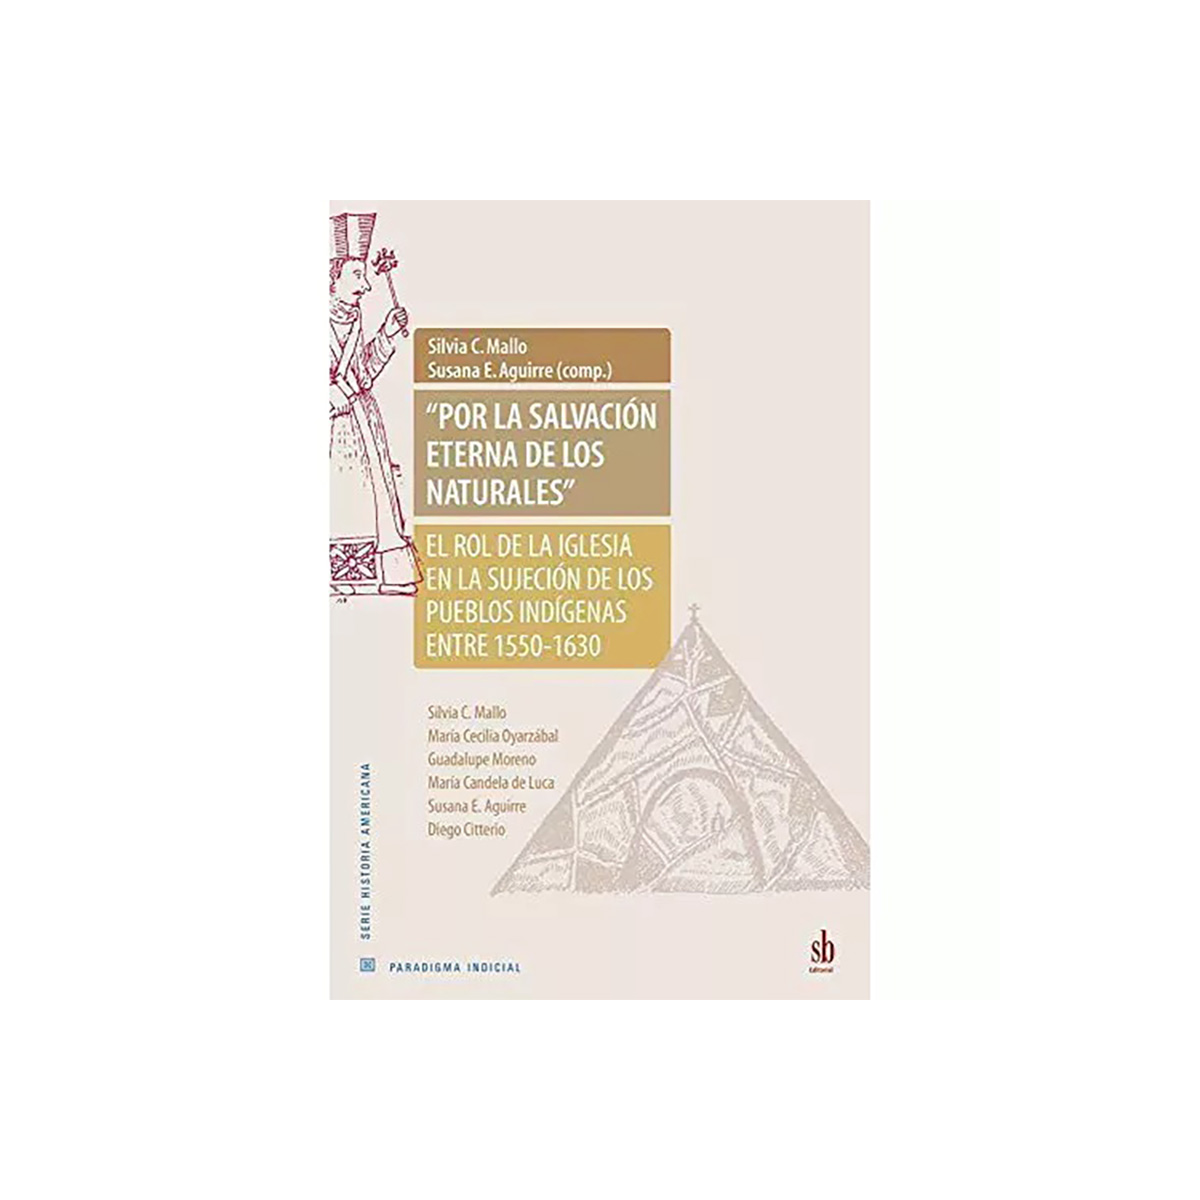 Silvia C. Mallo
Susana E. Aguirre (comp.)
“POR LA SALVACIÓN
ETERNA DE LOS
NATURALES”
EL ROL DE LA IGLESIA
EN LA SUJECIÓN DE LOS
PUEBLOS INDÍGENAS
ENTRE 1550-1630
Silvia C. Mallo
María Cecilia Oyarzábal
Guadalupe Moreno
María Candela de Luca
Susana E. Aguirre
Diego Citterio
SERIE HISTORIA AMERICANA
PARADIGMA INDICIAL
sb
Editorial